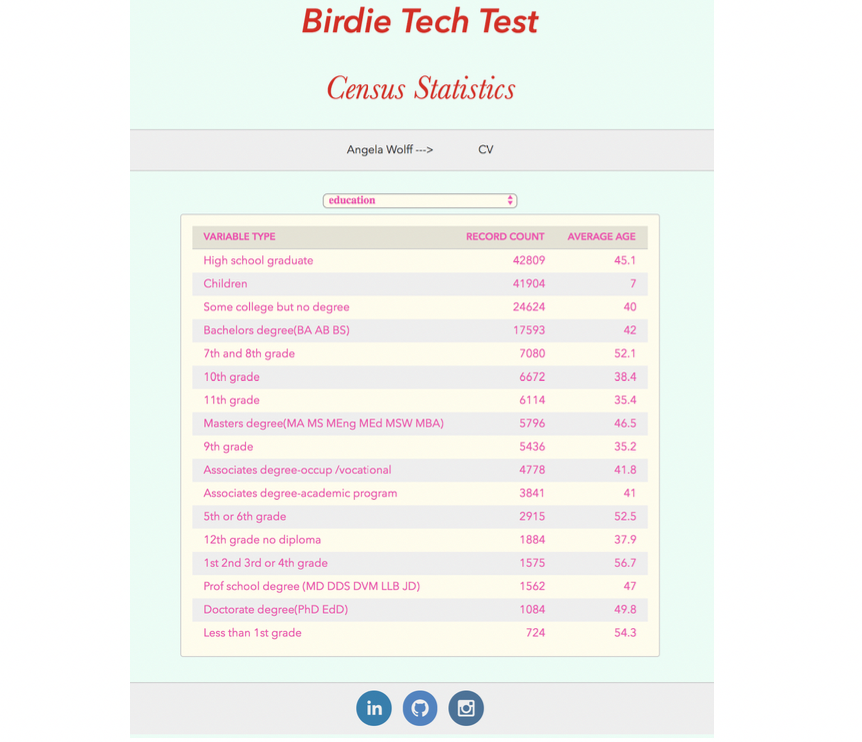 Birdie Tech Test
Census Statistics
Angela Wolff ---> CV
education
VARIABLE TYPE RECORD COUNT AVERAGE AGE
High school graduate 42809 45.1
Children 41904 7
Some college but no degree 24624 40
Bachelors degree(BA AB BS) 17593 42
7th and 8th grade 7080 52.1
10th grade 6672 38.4
11th grade 6114 35.4
Masters degree(MA MS MEng MEd MSW MBA) 5796 46.5
9th grade 5436 35.2
Associates degree-occup /vocational 4778 41.8
Associates degree-academic program 3841 41
5th or 6th grade 2915 52.5
12th grade no diploma 1884 37.9
1st 2nd 3rd or 4th grade 1575 56.7
Prof school degree (MD DDS DVM LLB JD) 1562 47
Doctorate degree(PhD EdD) 1084 49.8
Less than 1st grade 724 54.3
in